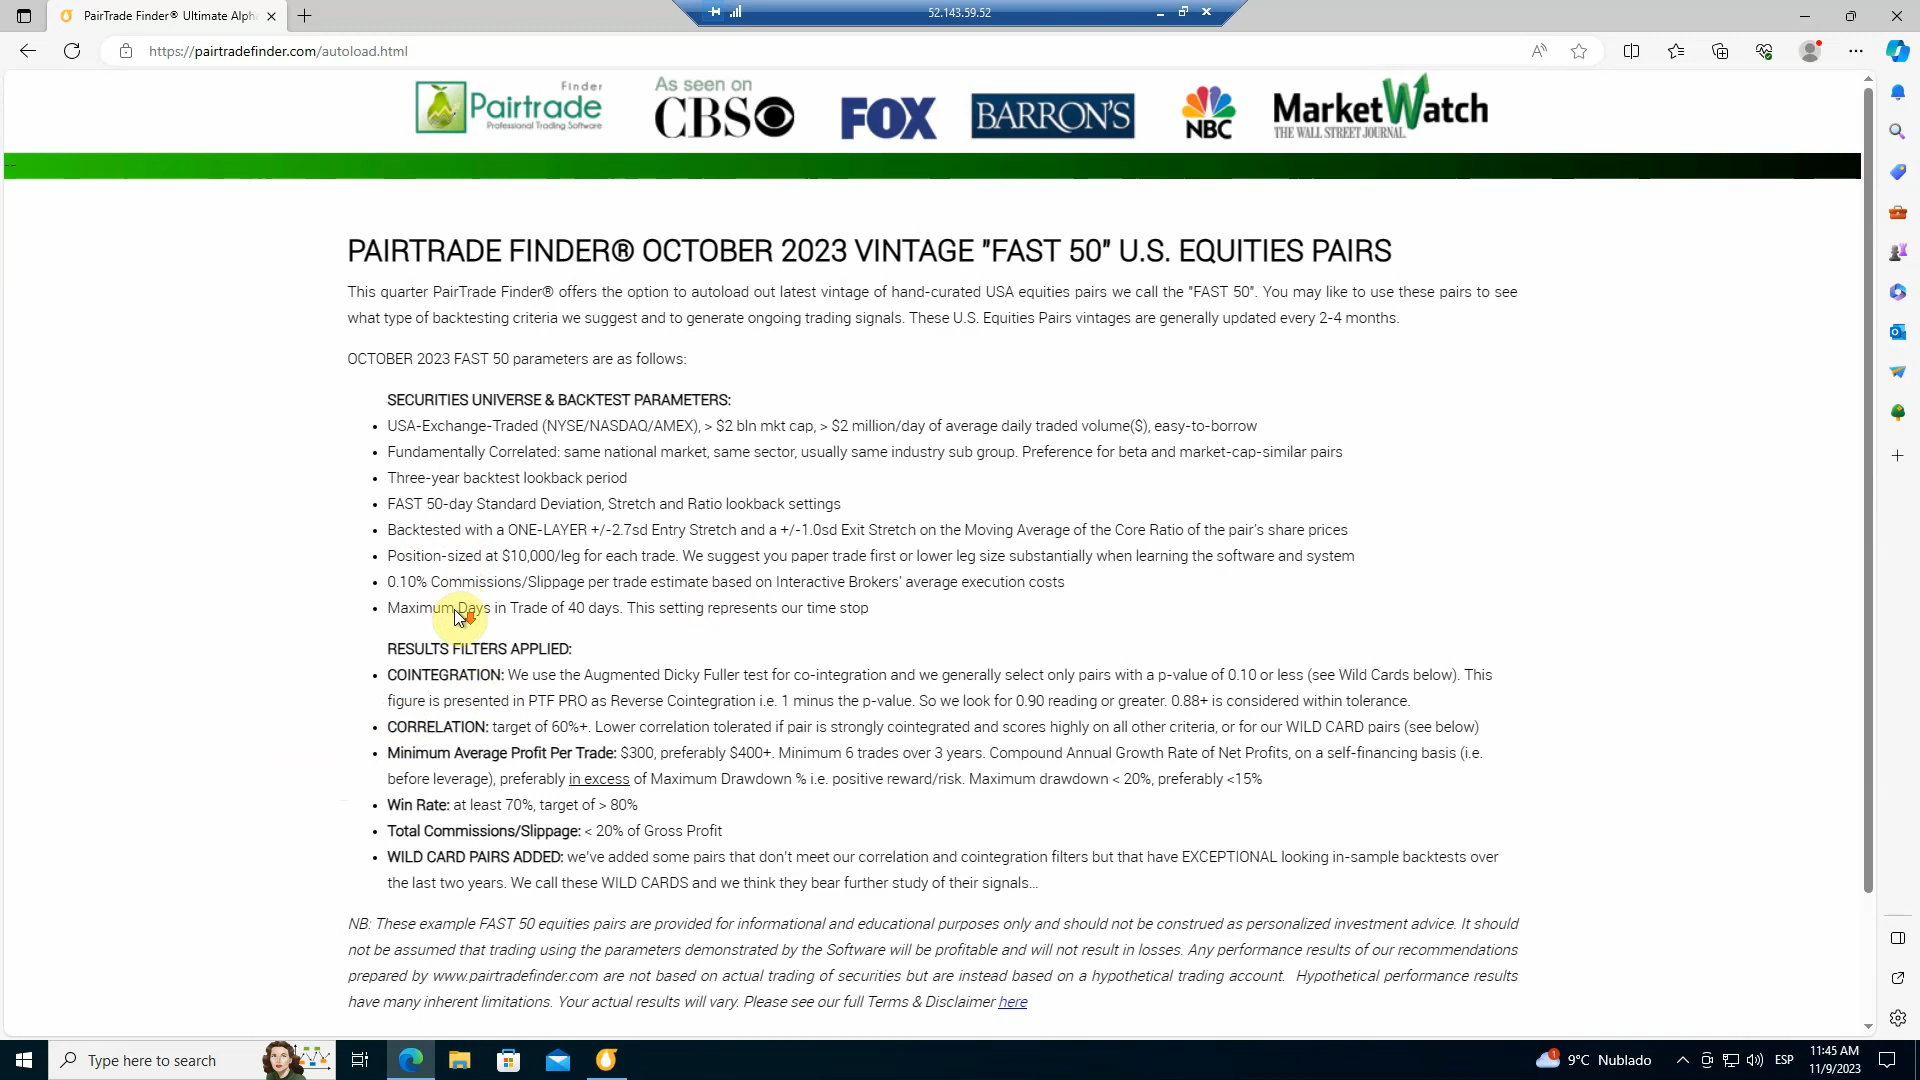 PairTrade Finder® Ultimate Alph
52.143.59.52
https://pairtradefinder.com/autoload.html
Finder
Pairtrade
Professional Trading Software
As seen on
CBS
FOX
BARRON'S
NBC
MarketWatch
THE WALL STREET JOURNAL.
--
PAIRTRADE FINDER® OCTOBER 2023 VINTAGE "FAST 50" U.S. EQUITIES PAIRS
This quarter PairTrade Finder® offers the option to autoload out latest vintage of hand-curated USA equities pairs we call the "FAST 50". You may like to use these pairs to see
what type of backtesting criteria we suggest and to generate ongoing trading signals. These U.S. Equities Pairs vintages are generally updated every 2-4 months.
OCTOBER 2023 FAST 50 parameters are as follows:
SECURITIES UNIVERSE & BACKTEST PARAMETERS:
• USA-Exchange-Traded (NYSE/NASDAQ/AMEX), > $2 bln mkt cap, > $2 million/day of average daily traded volume($), easy-to-borrow
• Fundamentally Correlated: same national market, same sector, usually same industry sub group. Preference for beta and market-cap-similar pairs
• Three-year backtest lookback period
• FAST 50-day Standard Deviation, Stretch and Ratio lookback settings
• Backtested with a ONE-LAYER +/-2.7sd Entry Stretch and a +/-1.0sd Exit Stretch on the Moving Average of the Core Ratio of the pair's share prices
• Position-sized at $10,000/leg for each trade. We suggest you paper trade first or lower leg size substantially when learning the software and system
• 0.10% Commissions/Slippage per trade estimate based on Interactive Brokers' average execution costs
• Maximum Days in Trade of 40 days. This setting represents our time stop
RESULTS FILTERS APPLIED:
• COINTEGRATION: We use the Augmented Dicky Fuller test for co-integration and we generally select only pairs with a p-value of 0.10 or less (see Wild Cards below). This
figure is presented in PTF PRO as Reverse Cointegration i.e. 1 minus the p-value. So we look for 0.90 reading or greater. 0.88+ is considered within tolerance.
• CORRELATION: target of 60%+. Lower correlation tolerated if pair is strongly cointegrated and scores highly on all other criteria, or for our WILD CARD pairs (see below)
• Minimum Average Profit Per Trade: $300, preferably $400+. Minimum 6 trades over 3 years. Compound Annual Growth Rate of Net Profits, on a self-financing basis (i.e.
before leverage), preferably in excess of Maximum Drawdown % i.e. positive reward/risk. Maximum drawdown < 20%, preferably <15%
• Win Rate: at least 70%, target of > 80%
• Total Commissions/Slippage: < 20% of Gross Profit
• WILD CARD PAIRS ADDED: we've added some pairs that don't meet our correlation and cointegration filters but that have EXCEPTIONAL looking in-sample backtests over
the last two years. We call these WILD CARDS and we think they bear further study of their signals...
NB: These example FAST 50 equities pairs are provided for informational and educational purposes only and should not be construed as personalized investment advice. It should
not be assumed that trading using the parameters demonstrated by the Software will be profitable and will not result in losses. Any performance results of our recommendations
prepared by www.pairtradefinder.com are not based on actual trading of securities but are instead based on a hypothetical trading account. Hypothetical performance results
have many inherent limitations. Your actual results will vary. Please see our full Terms & Disclaimer here
Type here to search
1
9°C Nublado
ESP
11:45 AM
11/9/2023